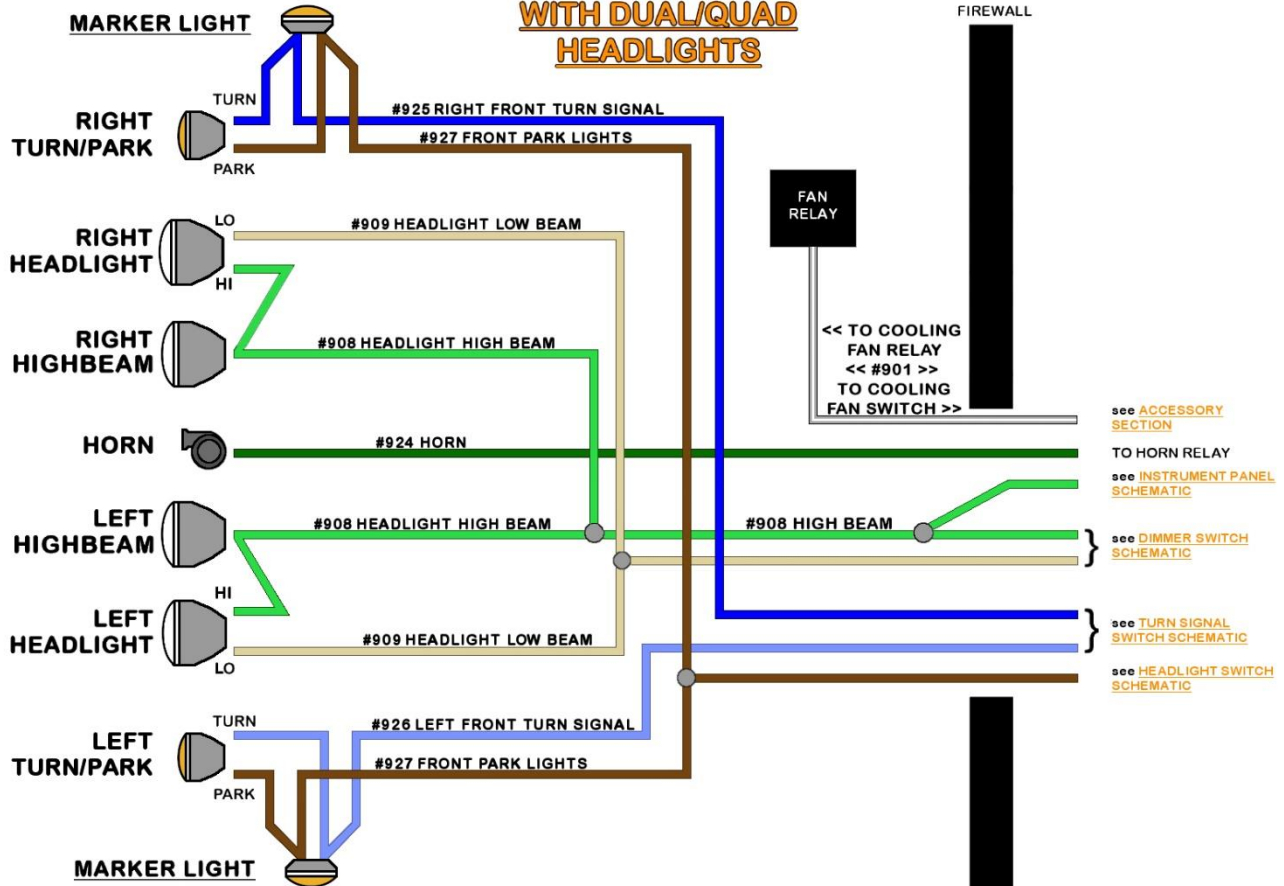 WITH DUAL/QUAD
HEADLIGHTS
FIREWALL
MARKER LIGHT
TURN
RIGHT
TURN/PARK
PARK
#925 RIGHT FRONT TURN SIGNAL
#927 FRONT PARK LIGHTS
FAN
RELAY
LO
RIGHT
HEADLIGHT
HI
#909 HEADLIGHT LOW BEAM
RIGHT
HIGHBEAM
#908 HEADLIGHT HIGH BEAM
<< TO COOLING
FAN RELAY
<< #901 >>
TO COOLING
FAN SWITCH >>
see ACCESSORY
SECTION
HORN
#924 HORN
TO HORN RELAY
see INSTRUMENT PANEL
SCHEMATIC
LEFT
HIGHBEAM
#908 HEADLIGHT HIGH BEAM
#908 HIGH BEAM
see DIMMER SWITCH
SCHEMATIC
HI
LEFT
HEADLIGHT
LO
#909 HEADLIGHT LOW BEAM
see TURN SIGNAL
SWITCH SCHEMATIC
see HEADLIGHT SWITCH
SCHEMATIC
TURN
LEFT
TURN/PARK
PARK
#926 LEFT FRONT TURN SIGNAL
#927 FRONT PARK LIGHTS
MARKER LIGHT